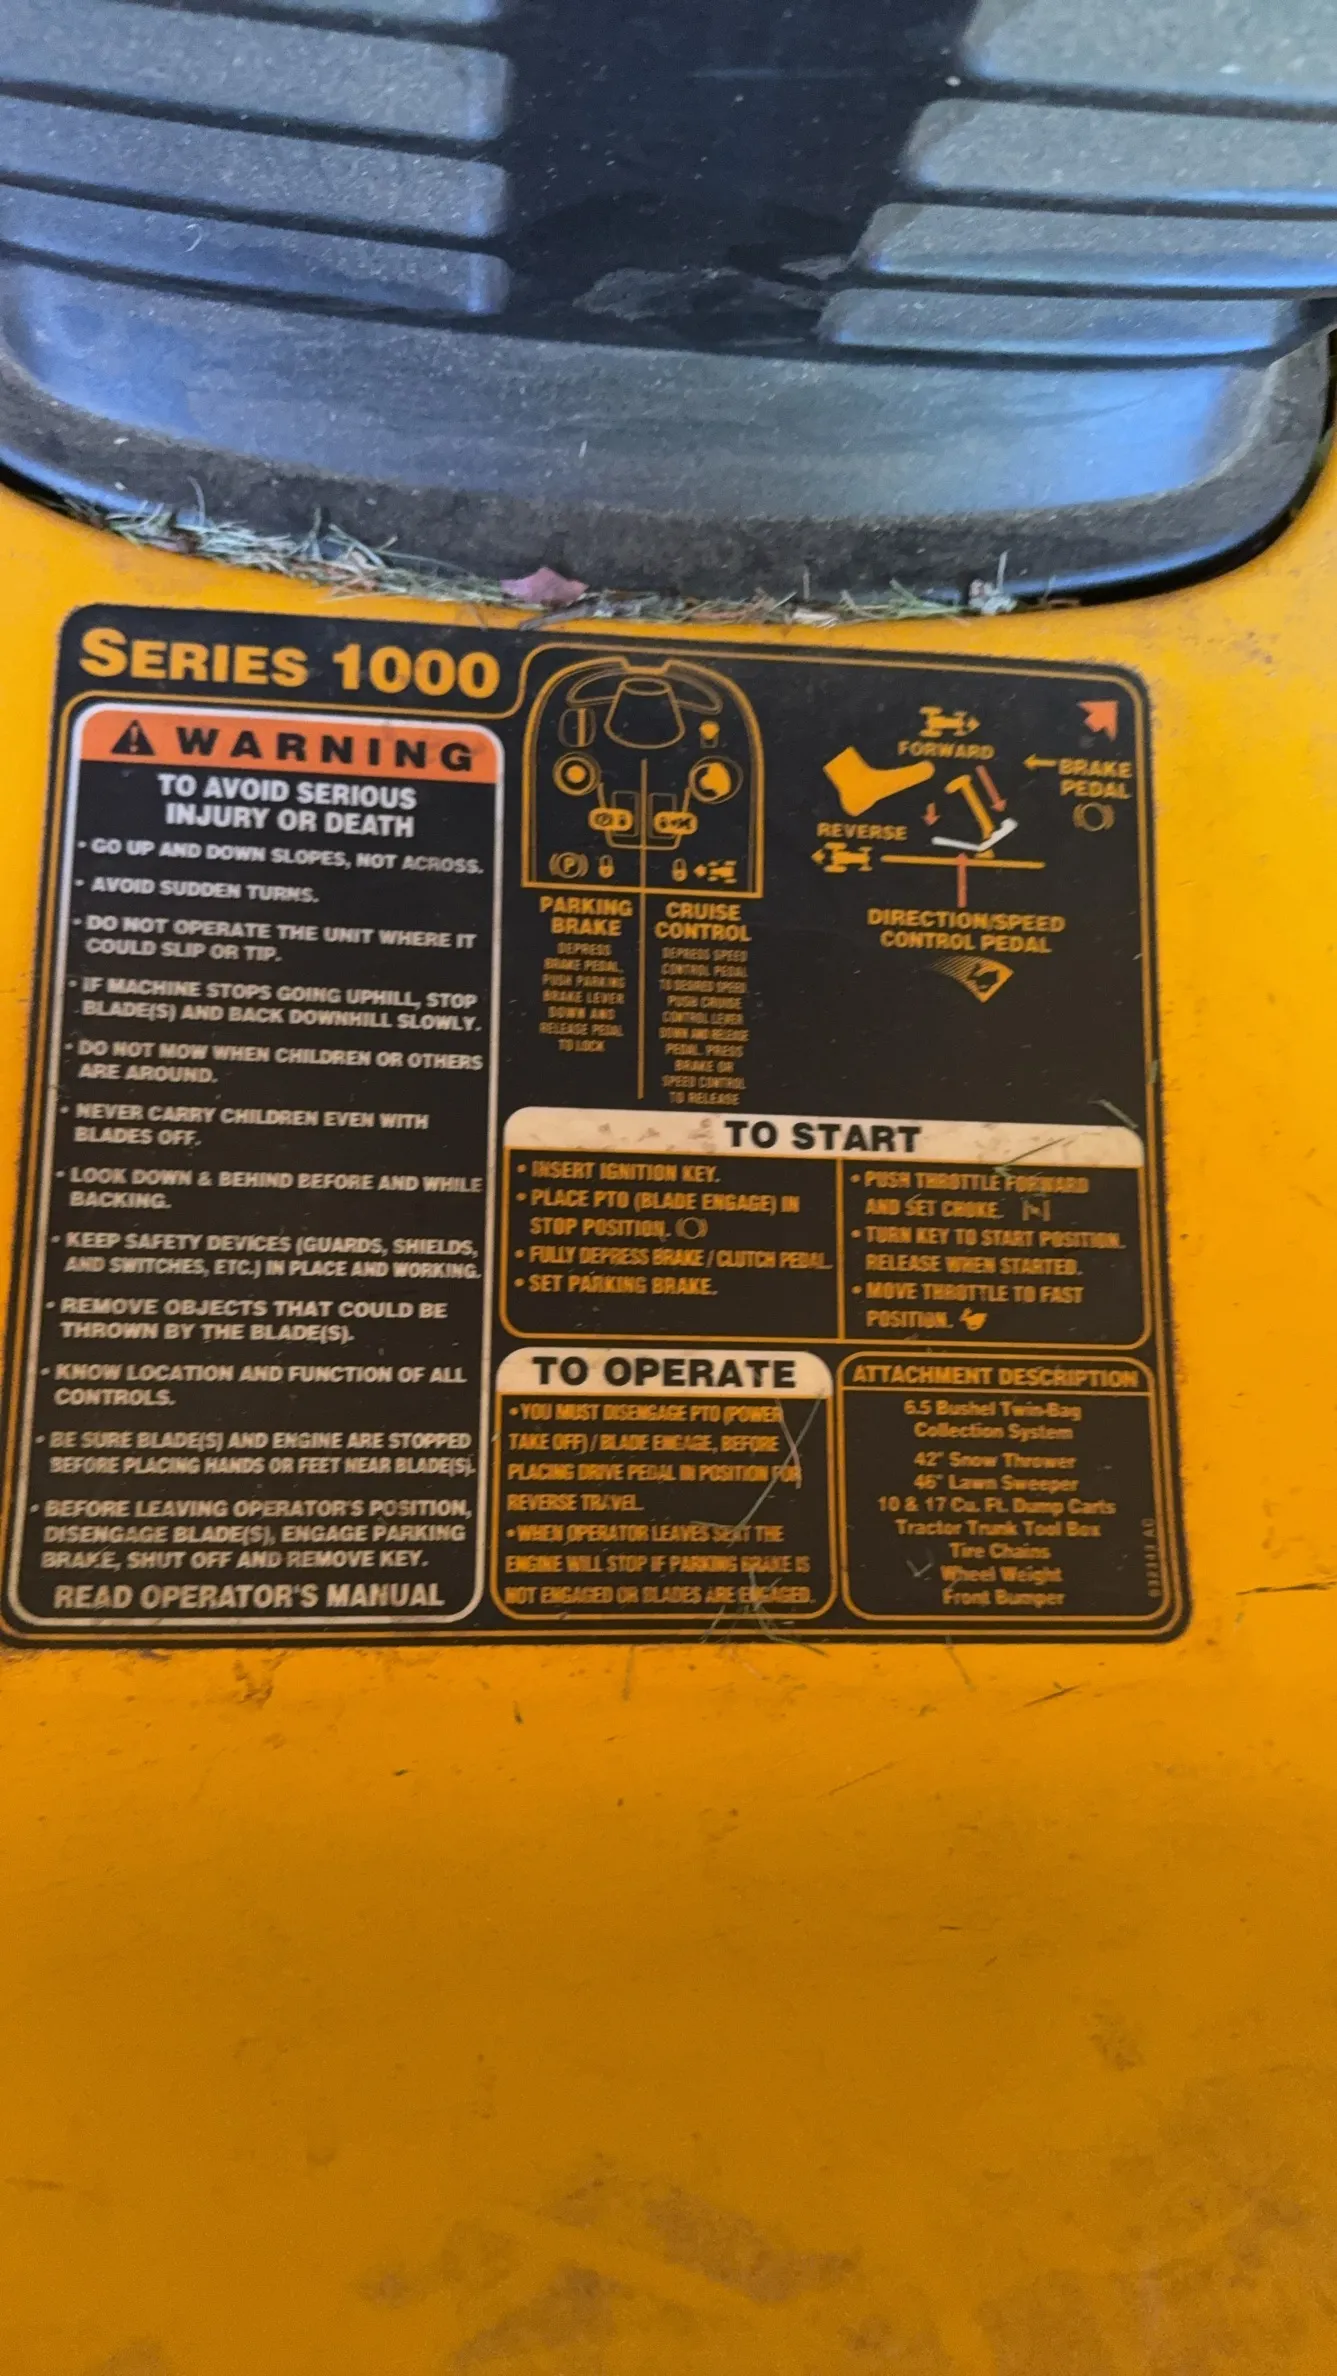 SERIES 1000
WARNING
TO AVOID SERIOUS
INJURY OR DEATH
• GO UP AND DOWN SLOPES, NOT ACROSS.
• AVOID SUDDEN TURNS.
• DO NOT OPERATE THE UNIT WHERE IT
COULD SLIP OR TIP.
• IF MACHINE STOPS GOING UPHILL, STOP
BLADE(S) AND BACK DOWNHILL SLOWLY.
• DO NOT MOW WHEN CHILDREN OR OTHERS
ARE AROUND.
• NEVER CARRY CHILDREN EVEN WITH
BLADES OFF.
• LOOK DOWN & BEHIND BEFORE AND WHILE
BACKING.
• KEEP SAFETY DEVICES (GUARDS, SHIELDS,
AND SWITCHES, ETC.) IN PLACE AND WORKING.
• REMOVE OBJECTS THAT COULD BE
THROWN BY THE BLADE(S).
• KNOW LOCATION AND FUNCTION OF ALL
CONTROLS.
• BE SURE BLADE(S) AND ENGINE ARE STOPPED
BEFORE PLACING HANDS OR FEET NEAR BLADE(S).
• BEFORE LEAVING OPERATOR'S POSITION,
DISENGAGE BLADE(S), ENGAGE PARKING
BRAKE, SHUT OFF AND REMOVE KEY.
READ OPERATOR'S MANUAL
(P)
PARKING
BRAKE
DEPRESS
BRAKE PEDAL,
PUSH PARKING
BRAKE LEVER
DOWN AND
RELEASE PEDAL
TO LOCK
CRUISE
CONTROL
DEPRESS SPEED
CONTROL PEDAL
TO DESIRED SPEED
PUSH CRUISE
CONTROL LEVER
DOWN AND RELEASE
PEDAL. PRESS
BRAKE OR
SPEED CONTROL
TO RELEASE
FORWARD
BRAKE
PEDAL
REVERSE
DIRECTION/SPEED
CONTROL PEDAL
TO START
• INSERT IGNITION KEY.
• PLACE PTO (BLADE ENGAGE) IN
STOP POSITION.
• FULLY DEPRESS BRAKE / CLUTCH PEDAL.
• SET PARKING BRAKE.
• PUSH THROTTLE FORWARD
AND SET CHOKE.
• TURN KEY TO START POSITION.
RELEASE WHEN STARTED.
• MOVE THROTTLE TO FAST
POSITION.
TO OPERATE
• YOU MUST DISENGAGE PTO (POWER
TAKE OFF) / BLADE ENGAGE, BEFORE
PLACING DRIVE PEDAL IN POSITION FOR
REVERSE TRAVEL.
• WHEN OPERATOR LEAVES SEAT THE
ENGINE WILL STOP IF PARKING BRAKE IS
NOT ENGAGED OR BLADES ARE ENGAGED.
ATTACHMENT DESCRIPTION
6.5 Bushel Twin-Bag
Collection System
42" Snow Thrower
46" Lawn Sweeper
10 & 17 Cu. Ft. Dump Carts
Tractor Trunk Tool Box
Tire Chains
Wheel Weight
Front Bumper